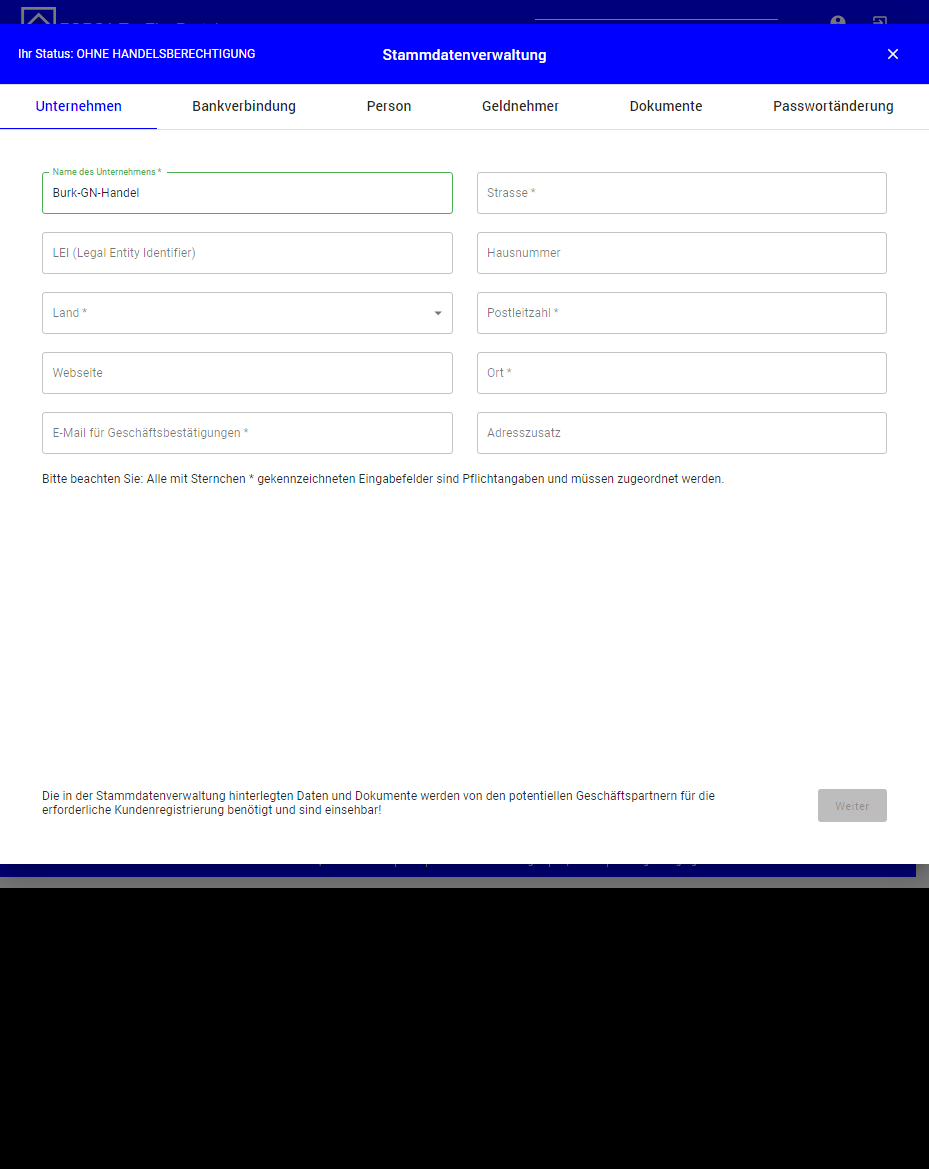 Ihr Status: OHNE HANDELSBERECHTIGUNG
Stammdatenverwaltung
Unternehmen
Bankverbindung
Person
Geldnehmer
Dokumente
Passwortänderung
Name des Unternehmens *
Burk-GN-Handel
Strasse *
LEI (Legal Entity Identifier)
Hausnummer
Land *
Postleitzahl *
Webseite
Ort *
E-Mail für Geschäftsbestätigungen *
Adresszusatz
Bitte beachten Sie: Alle mit Sternchen * gekennzeichneten Eingabefelder sind Pflichtangaben und müssen zugeordnet werden.
Die in der Stammdatenverwaltung hinterlegten Daten und Dokumente werden von den potentiellen Geschäftspartnern für die
erforderliche Kundenregistrierung benötigt und sind einsehbar!
Weiter